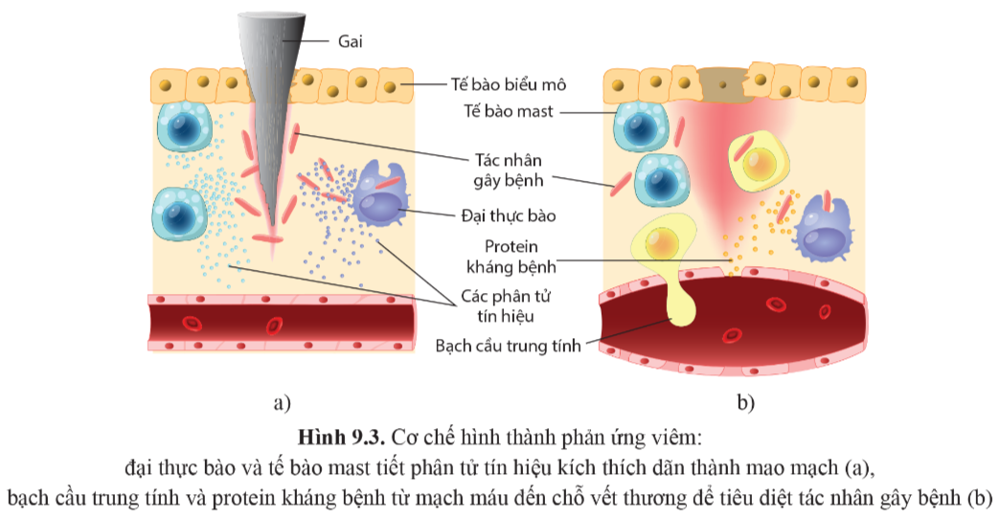 Gai
Tế bào biểu mô
Tế bào mast
Tác nhân
gây bệnh
Đại thực bào
Protein
kháng bệnh
Các phân tử
tín hiệu
Bạch cầu trung tính
a)
b)
Hình 9.3. Cơ chế hình thành phản ứng viêm:
đại thực bào và tế bào mast tiết phân tử tín hiệu kích thích dãn thành mao mạch (a),
bạch cầu trung tính và protein kháng bệnh từ mạch máu đến chỗ vết thương để tiêu diệt tác nhân gây bệnh (b)